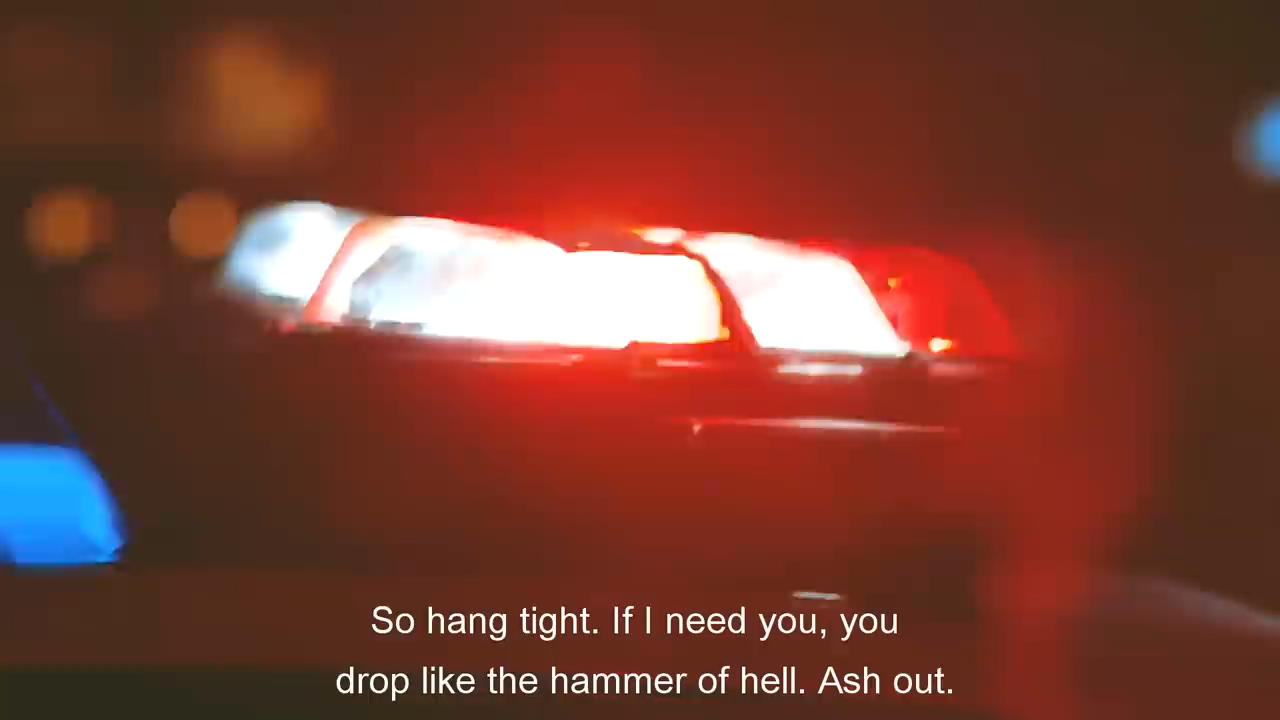 So hang tight. If I need you, you
drop like the hammer of hell. Ash out.